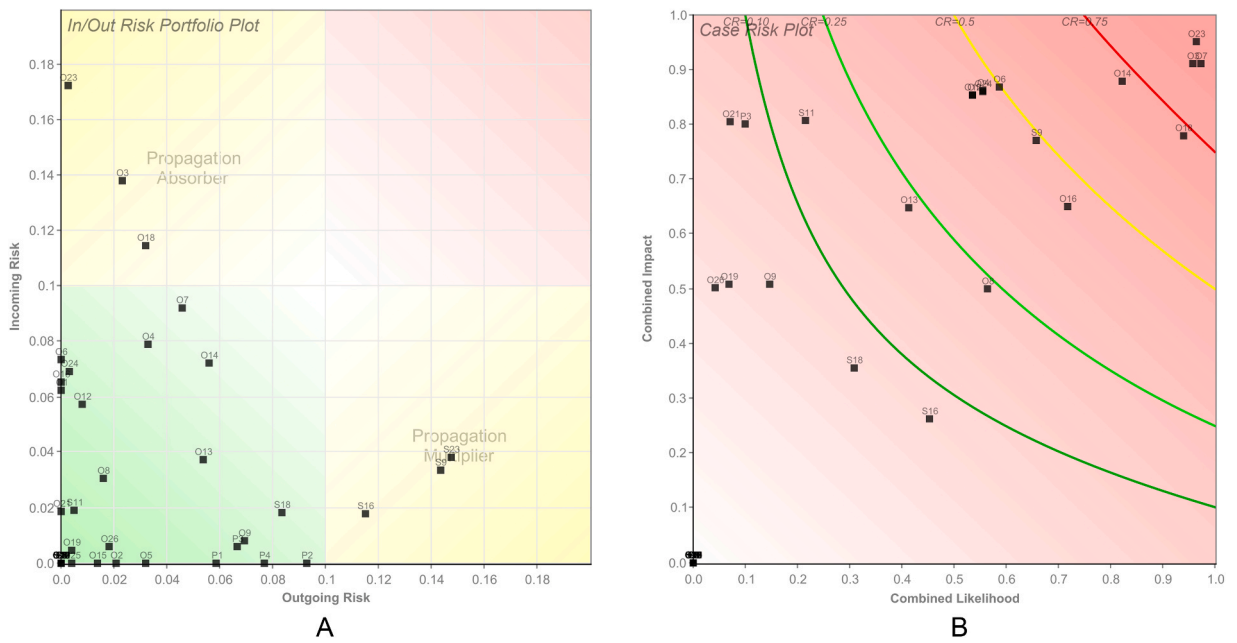 In/Out Risk Portfolio Plot
0.18
0.16
0.14
0.12
0.1
0.08
0.06
0.04
0.02
0.0
Incoming Risk
O23
Propagation
Absorber
O3
O18
O7
O4
O14
O6
O24
O12
O13
Propagation
Multiplier
S23
S9
O8
O21
S11
S18
S16
O19
O26
O9
O15
O2
O5
P1
P4
P2
0.0
0.02
0.04
0.06
0.08
0.1
0.12
0.14
0.16
0.18
Outgoing Risk
A
CR=0.10
CR=0.25
CR=0.5
CR=0.75
Case Risk Plot
1.0
0.9
0.8
0.7
0.6
0.5
0.4
0.3
0.2
0.1
0.0
Combined Impact
O23
O7
O14
O6
O21
P3
S11
O18
S9
O16
O13
O19
O9
S18
S16
0.0
0.1
0.2
0.3
0.4
0.5
0.6
0.7
0.8
0.9
1.0
Combined Likelihood
B